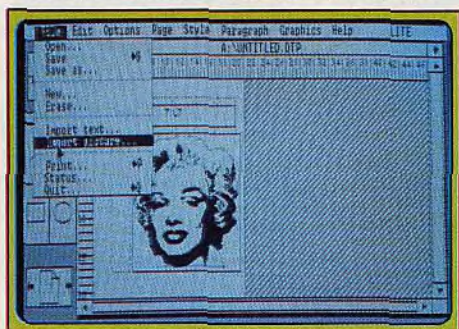 File Edit Options Page Style Paragraph Graphics Help LITE
A:\UNTITLED.DTP
Open...
Save
Save as...
New...
Erase...
Import text...
Import picture...
Print...
Status...
Quit...